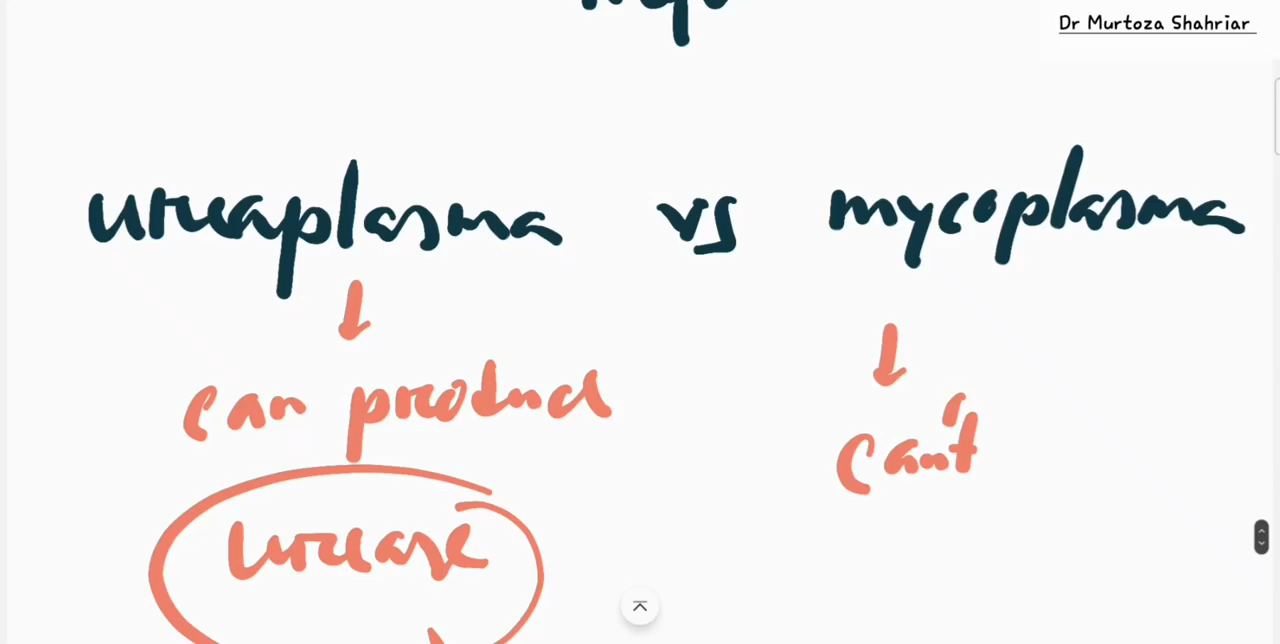 Dr Murtoza Shahriar
ureaplasma vs mycoplasma
can produce
can't
urease